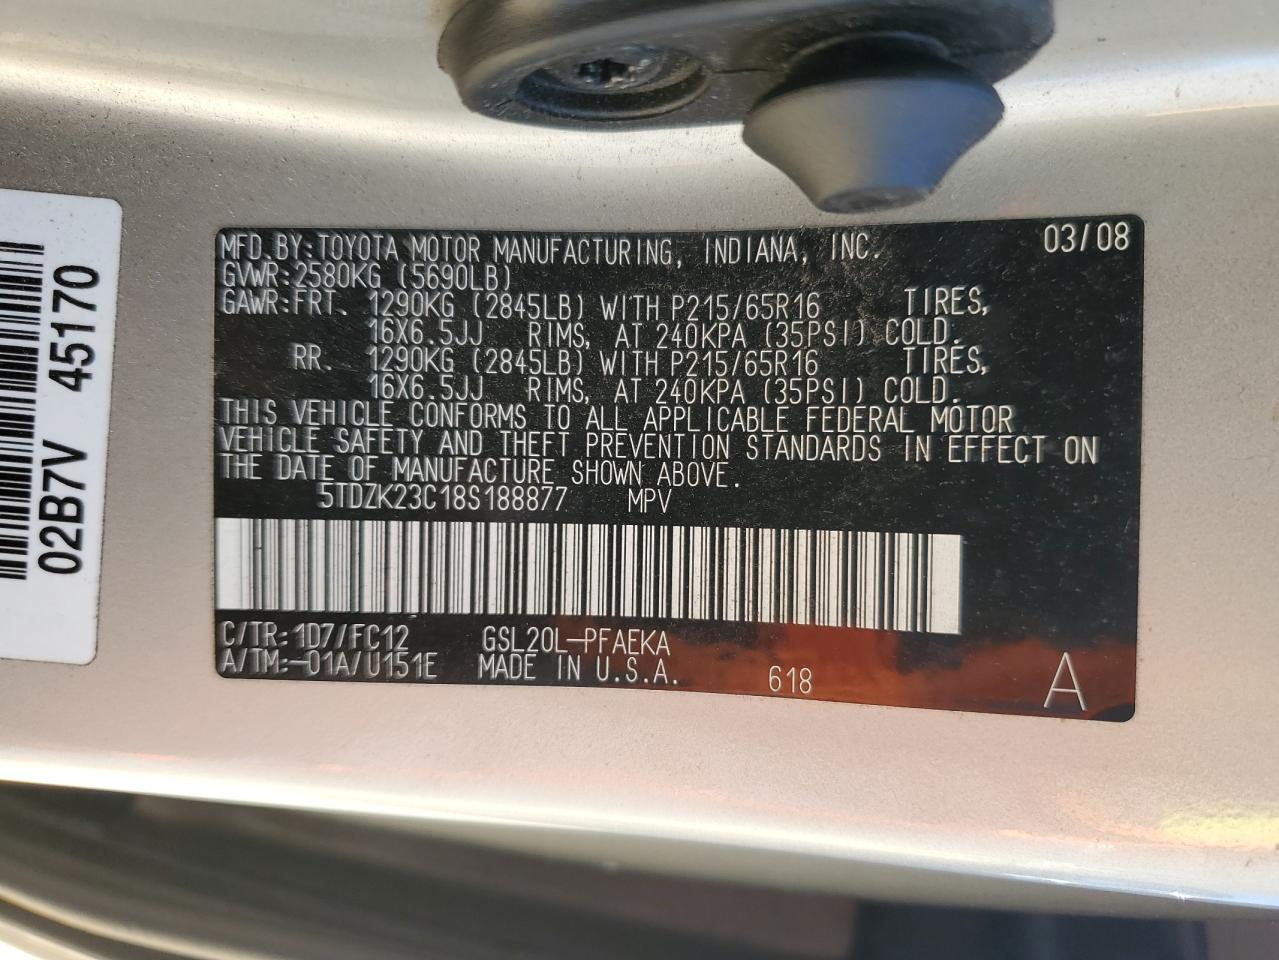 MFD.BY:TOYOTA MOTOR MANUFACTURING, INDIANA, INC. 03/08
GVWR:2580KG (5690LB)
GAWR:FRT. 1290KG (2845LB) WITH P215/65R16 TIRES,
16X6.5JJ RIMS, AT 240KPA (35PSI) COLD.
RR. 1290KG (2845LB) WITH P215/65R16 TIRES,
16X6.5JJ RIMS, AT 240KPA (35PSI) COLD.
THIS VEHICLE CONFORMS TO ALL APPLICABLE FEDERAL MOTOR
VEHICLE SAFETY AND THEFT PREVENTION STANDARDS IN EFFECT ON
THE DATE OF MANUFACTURE SHOWN ABOVE.
5TDZK23C18S188877 MPV
C/TR:1D7/FC12 GSL20L-PFAEKA
A/TM:-01A/U151E MADE IN U.S.A. 618 A
02B7V 45170